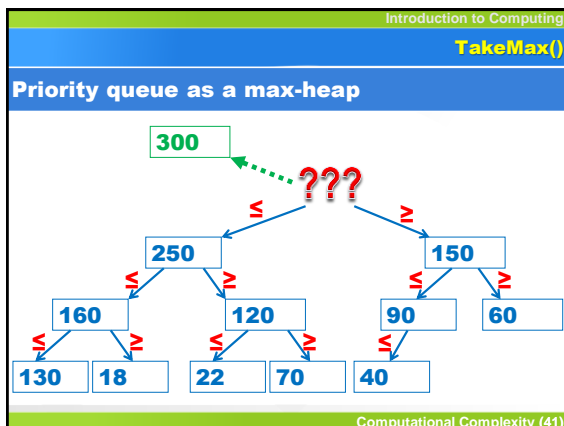 Introduction to Computing
TakeMax()
Priority queue as a max-heap
300
???
≤ ≥
250 150
≤ ≥ ≤ ≥
160 120 90 60
≤ ≥ ≤ ≥ ≤
130 18 22 70 40
Computational Complexity (41)